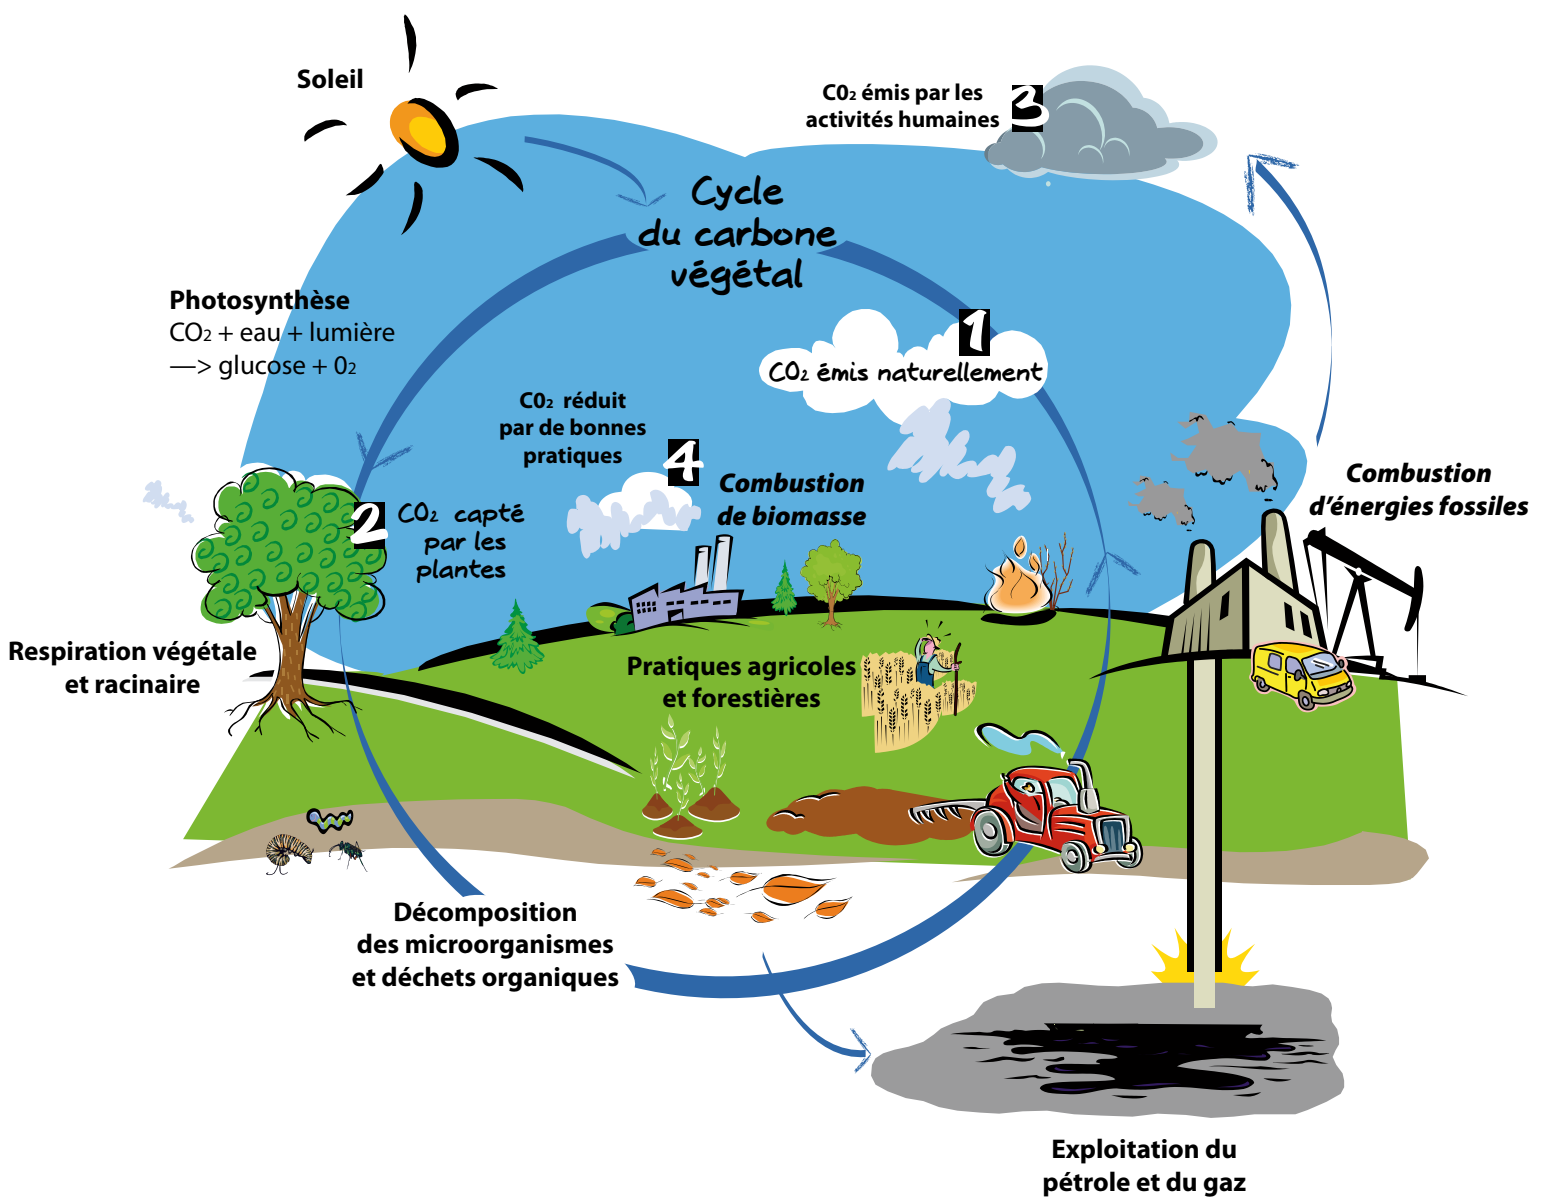 Soleil
C0₂ émis par les
activités humaines
3
Cycle
du carbone
végétal
Photosynthèse
CO₂ + eau + lumière
—> glucose + 0₂
1
CO₂ émis naturellement
C0₂ réduit
par de bonnes
pratiques
4
Combustion
de biomasse
Combustion
d'énergies fossiles
2
CO₂ capté
par les
plantes
Respiration végétale
et racinaire
Pratiques agricoles
et forestières
Décomposition
des microorganismes
et déchets organiques
Exploitation du
pétrole et du gaz